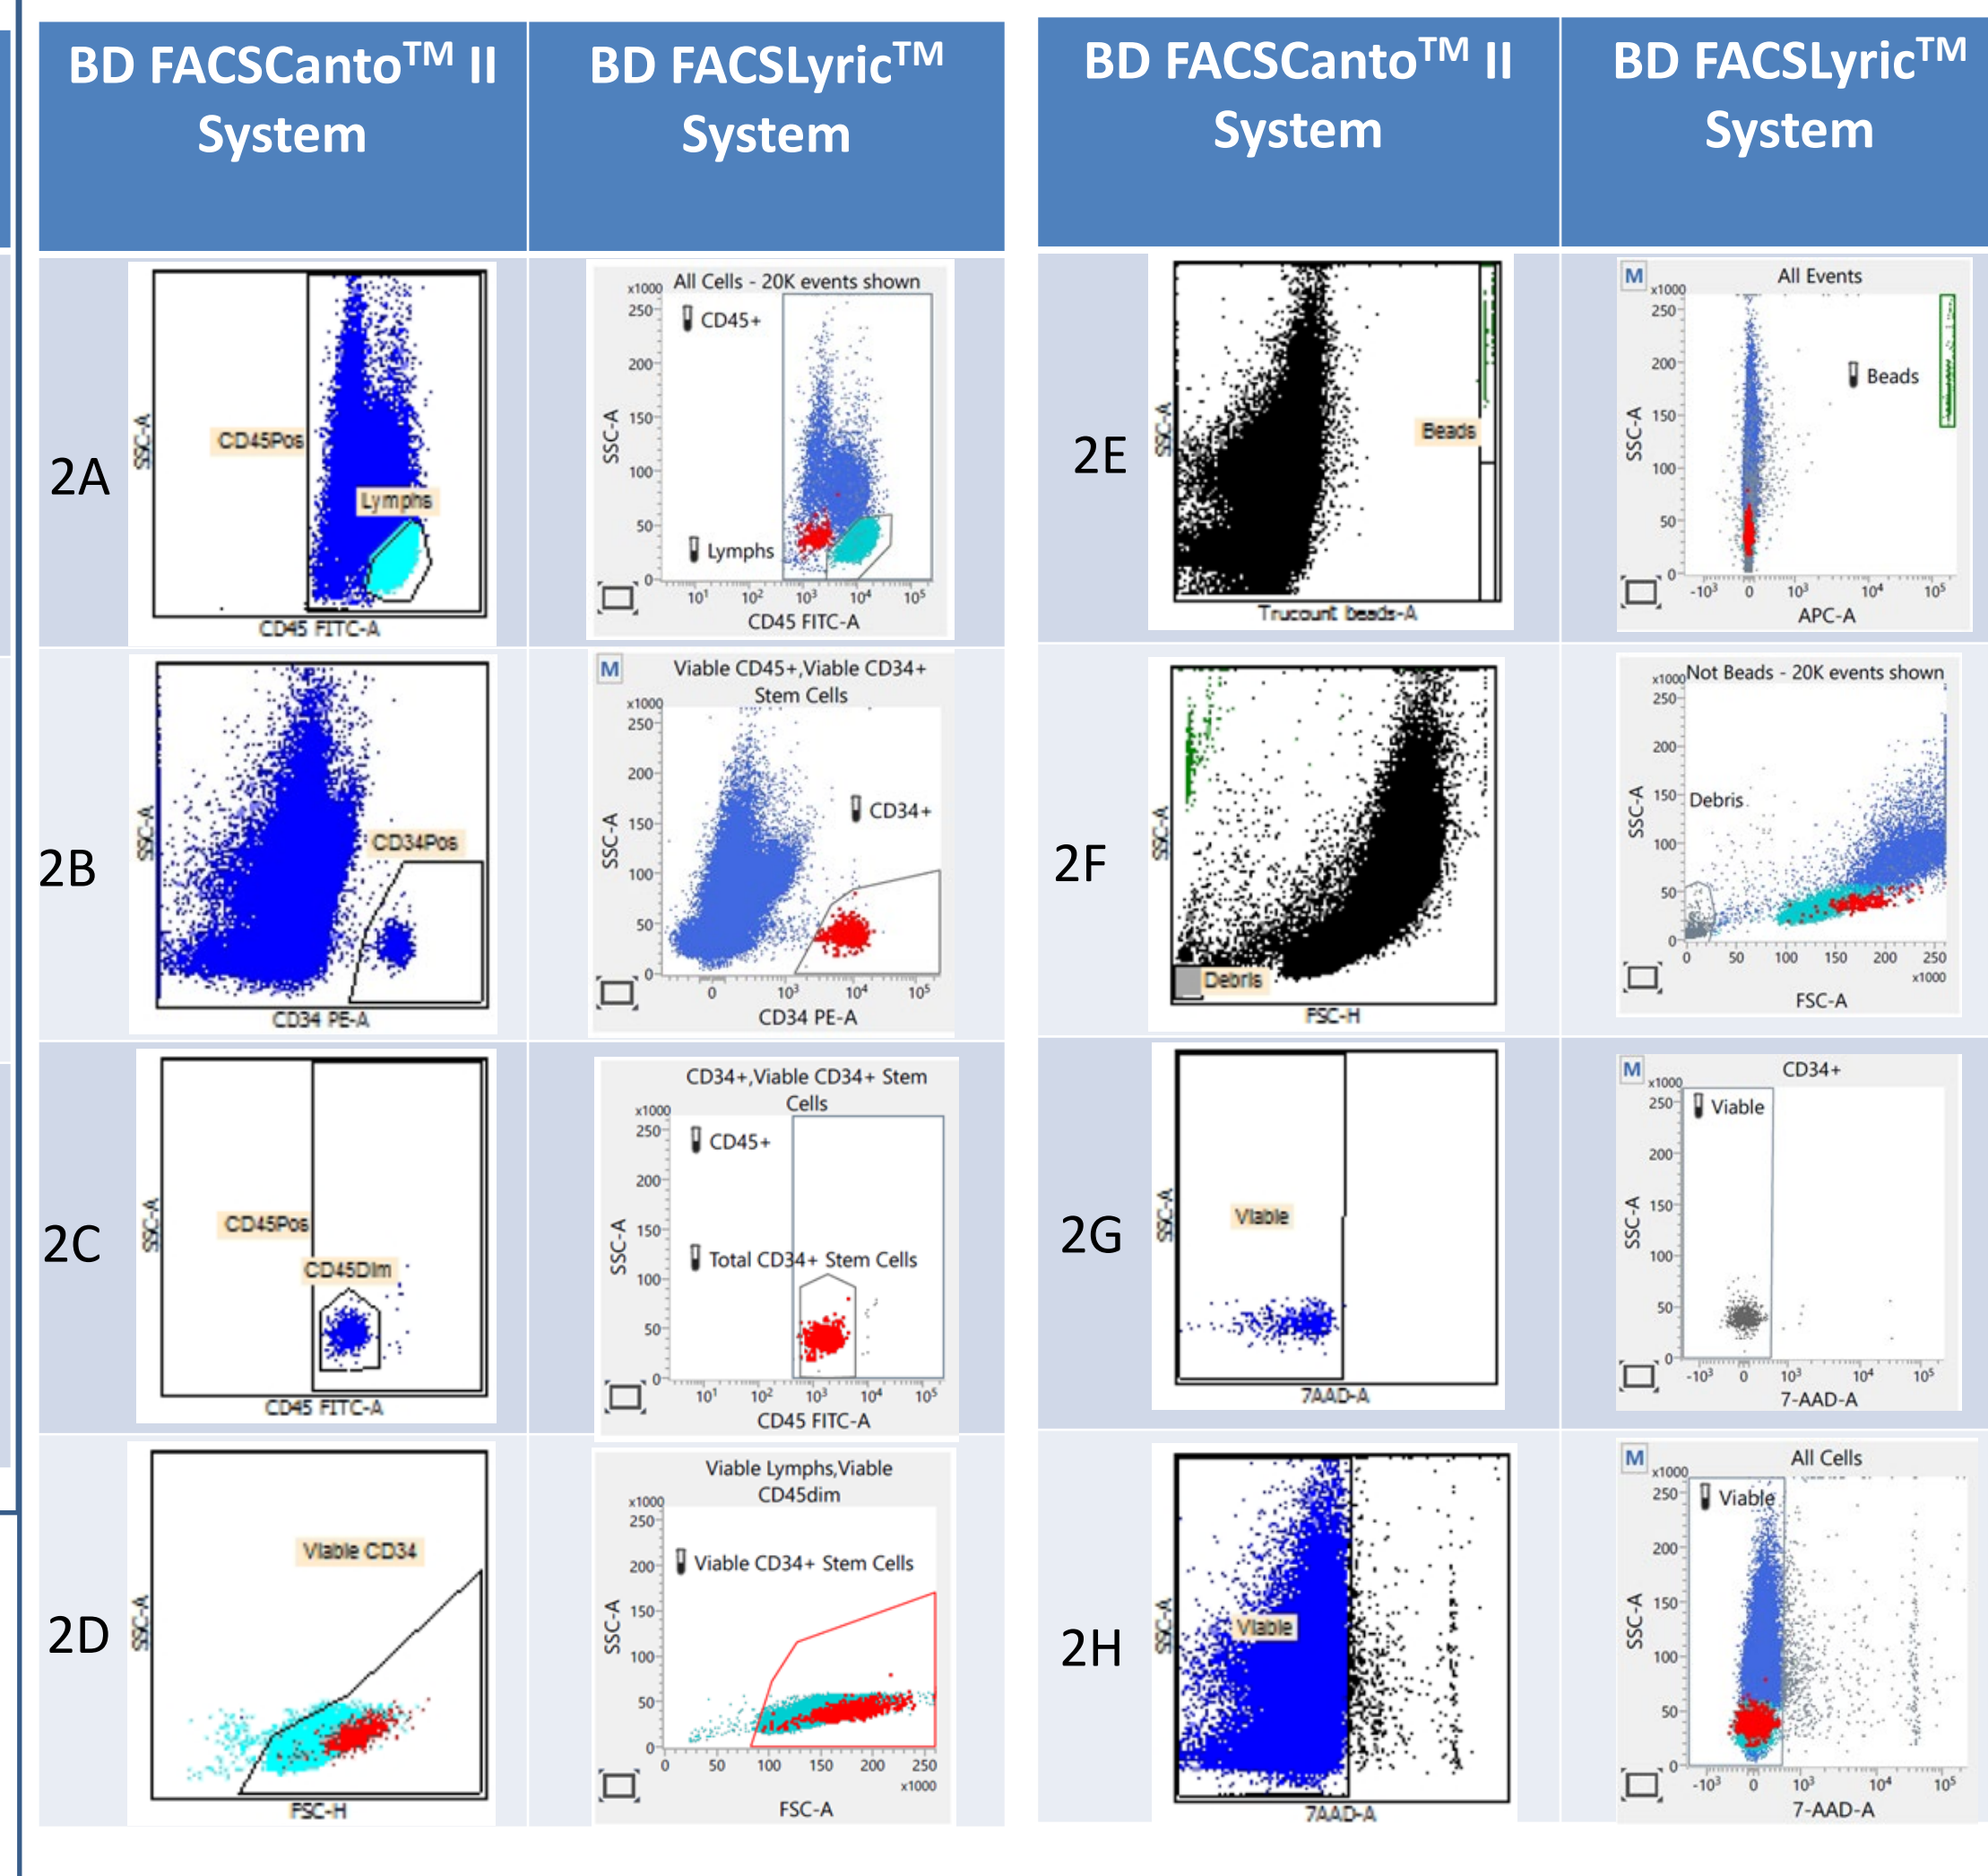 BD FACSCanto™ II
System
BD FACSLyric™
System
2A
SSC-A
CD45Pos
Lymphs
CD45 FITC-A
All Cells - 20K events shown
x1000
250
200
150
100
50
0
SSC-A
CD45+
Lymphs
10¹ 10² 10³ 10⁴ 10⁵
CD45 FITC-A
2B
SSC-A
CD34Pos
CD34 PE-A
M
Viable CD45+,Viable CD34+
Stem Cells
x1000
250
200
150
100
50
0
SSC-A
CD34+
0 10³ 10⁴ 10⁵
CD34 PE-A
2C
SSC-A
CD45Pos
CD45Dim
CD45 FITC-A
CD34+,Viable CD34+ Stem
Cells
x1000
250
200
150
100
50
0
SSC-A
CD45+
Total CD34+ Stem Cells
10¹ 10² 10³ 10⁴ 10⁵
CD45 FITC-A
2D
SSC-A
Viable CD34
FSC-H
Viable Lymphs,Viable
CD45dim
x1000
250
200
150
100
50
0
SSC-A
Viable CD34+ Stem Cells
0 50 100 150 200 250
x1000
FSC-A
BD FACSCanto™ II
System
BD FACSLyric™
System
2E
SSC-A
Beads
Trucount beads-A
M
All Events
x1000
250
200
150
100
50
0
SSC-A
Beads
-10³ 0 10³ 10⁴ 10⁵
APC-A
2F
SSC-A
Debris
FSC-H
Not Beads - 20K events shown
x1000
250
200
150
100
50
0
SSC-A
Debris
0 50 100 150 200 250
x1000
FSC-A
2G
SSC-A
Viable
7AAD-A
M
CD34+
x1000
250
200
150
100
50
0
SSC-A
Viable
-10³ 0 10³ 10⁴ 10⁵
7-AAD-A
2H
SSC-A
Viable
7AAD-A
M
All Cells
x1000
250
200
150
100
50
0
SSC-A
Viable
-10³ 0 10³ 10⁴ 10⁵
7-AAD-A